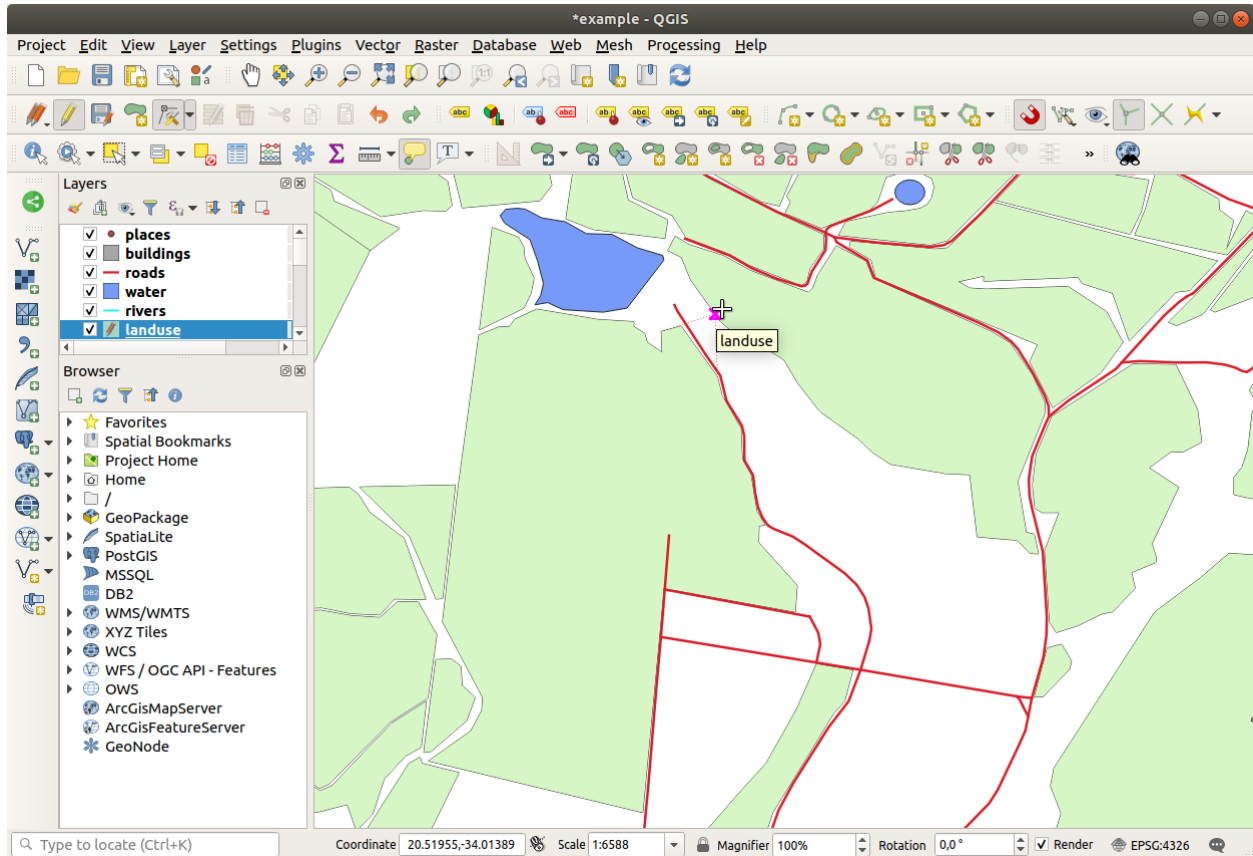 *example - QGIS
Project Edit View Layer Settings Plugins Vector Raster Database Web Mesh Processing Help
Layers
places
buildings
roads
water
rivers
landuse
Browser
Favorites
Spatial Bookmarks
Project Home
Home
/
GeoPackage
SpatiaLite
PostGIS
MSSQL
DB2
WMS/WMTS
XYZ Tiles
WCS
WFS / OGC API - Features
OWS
ArcGisMapServer
ArcGisFeatureServer
GeoNode
landuse
Type to locate (Ctrl+K) Coordinate 20.51955,-34.01389 Scale 1:6588 Magnifier 100% Rotation 0,0 ° Render EPSG:4326